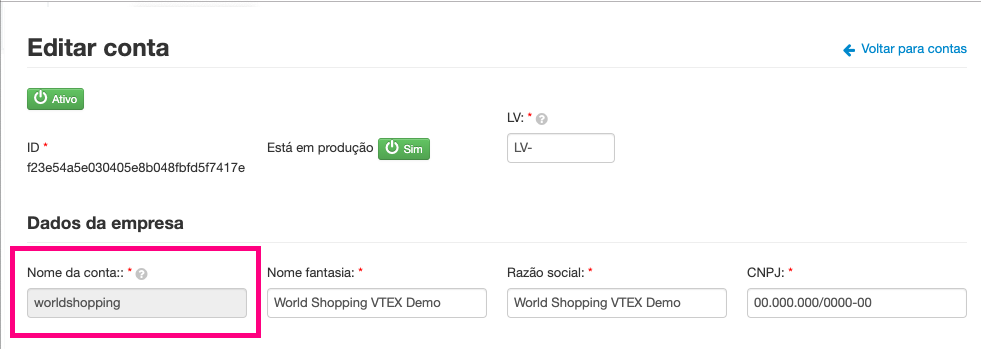 Editar conta
Voltar para contas
Ativo
LV: * ?
ID *
Está em produção Sim
LV-
f23e54a5e030405e8b048fbfd5f7417e
Dados da empresa
Nome da conta:: * ?
Nome fantasia: *
Razão social: *
CNPJ: *
worldshopping
World Shopping VTEX Demo
World Shopping VTEX Demo
00.000.000/0000-00